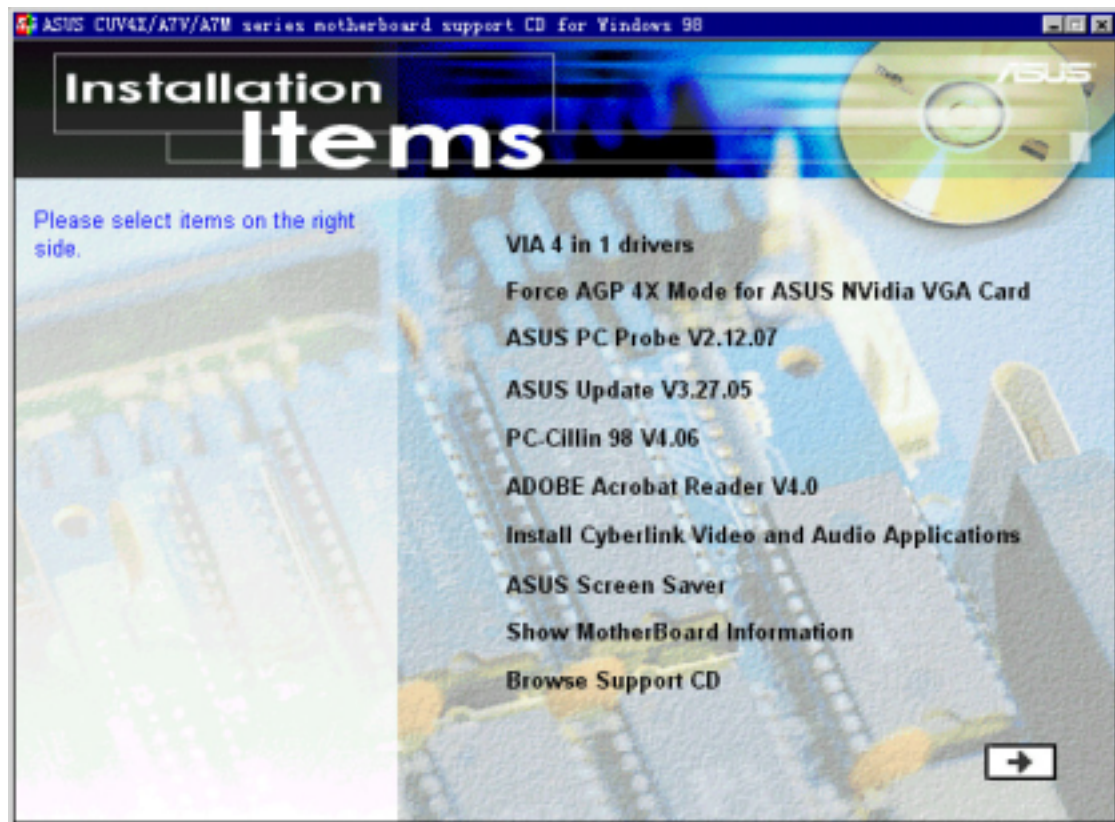 ASUS CUV4X/A7V/A7M series motherboard support CD for Windows 98
Installation
Items
ASUS
Please select items on the right
side.
VIA 4 in 1 drivers
Force AGP 4X Mode for ASUS NVidia VGA Card
ASUS PC Probe V2.12.07
ASUS Update V3.27.05
PC-Cillin 98 V4.06
ADOBE Acrobat Reader V4.0
Install Cyberlink Video and Audio Applications
ASUS Screen Saver
Show MotherBoard Information
Browse Support CD